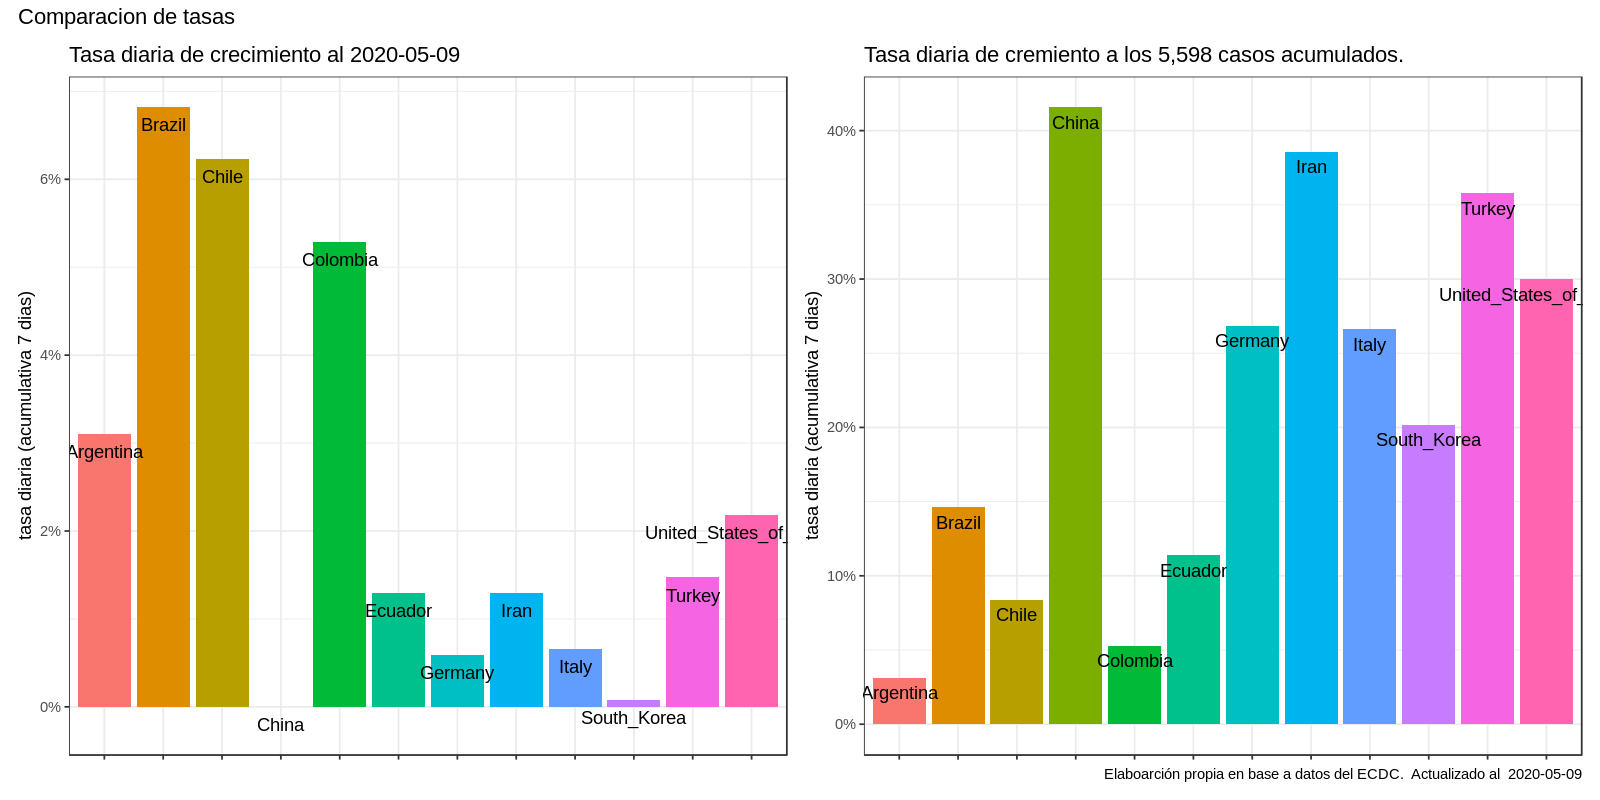 Comparacion de tasas
Tasa diaria de crecimiento al 2020-05-09
tasa diaria (acumulativa 7 dias)
6%
4%
2%
0%
Brazil
Chile
Colombia
Argentina
United_States_of_
Turkey
Ecuador
Iran
Italy
Germany
South_Korea
China
Tasa diaria de cremiento a los 5,598 casos acumulados.
tasa diaria (acumulativa 7 dias)
40%
30%
20%
10%
0%
China
Iran
Turkey
United_States_of_
Germany
Italy
South_Korea
Brazil
Ecuador
Chile
Colombia
Argentina
Elaboarción propia en base a datos del ECDC.  Actualizado al  2020-05-09